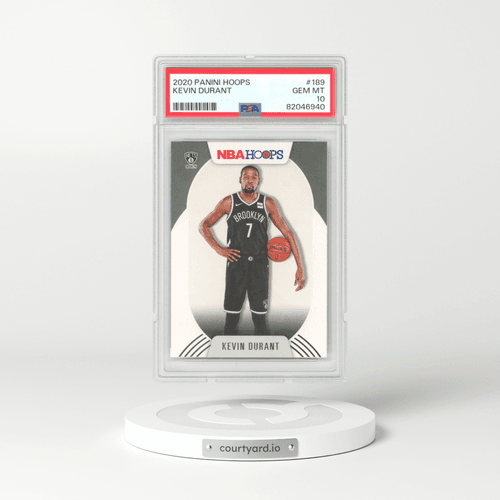 2020 PANINI HOOPS #189
KEVIN DURANT GEM MT
10
PSA 82046940
NBA HOOPS
BROOKLYN
7
KEVIN DURANT
courtyard.io